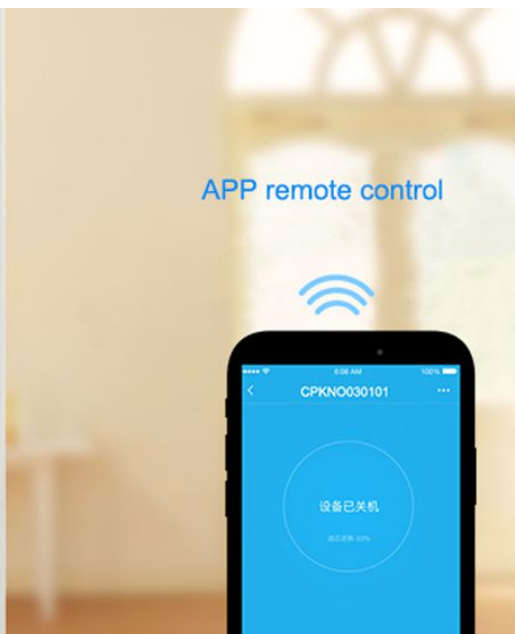 APP remote control
6:08 AM
100%
CPKNO030101
设备已关机